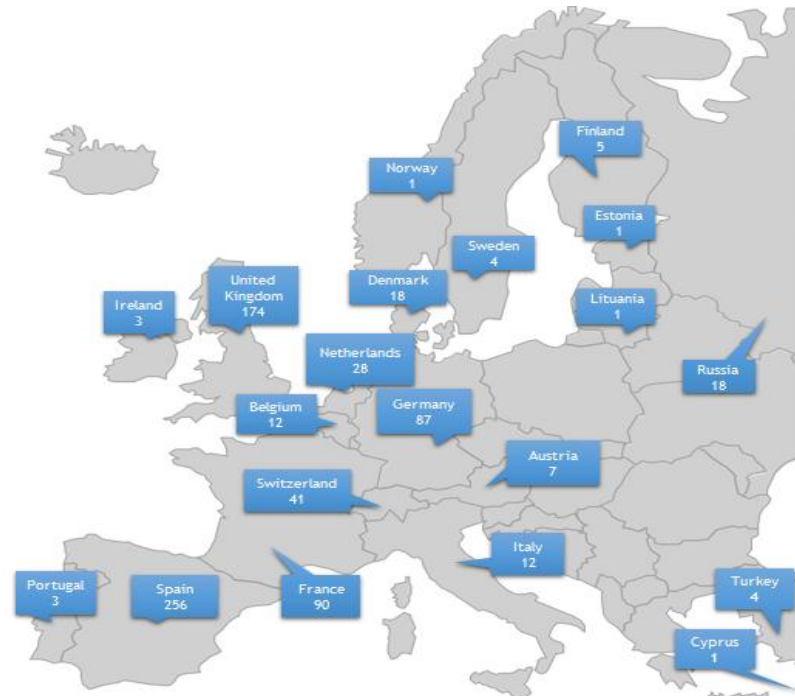 Finland
5
Norway
1
Estonia
1
Sweden
4
United
Kingdom
174
Denmark
18
Ireland
3
Lituania
1
Netherlands
28
Russia
18
Belgium
12
Germany
87
Austria
7
Switzerland
41
Italy
12
Portugal
3
Spain
256
France
90
Turkey
4
Cyprus
1